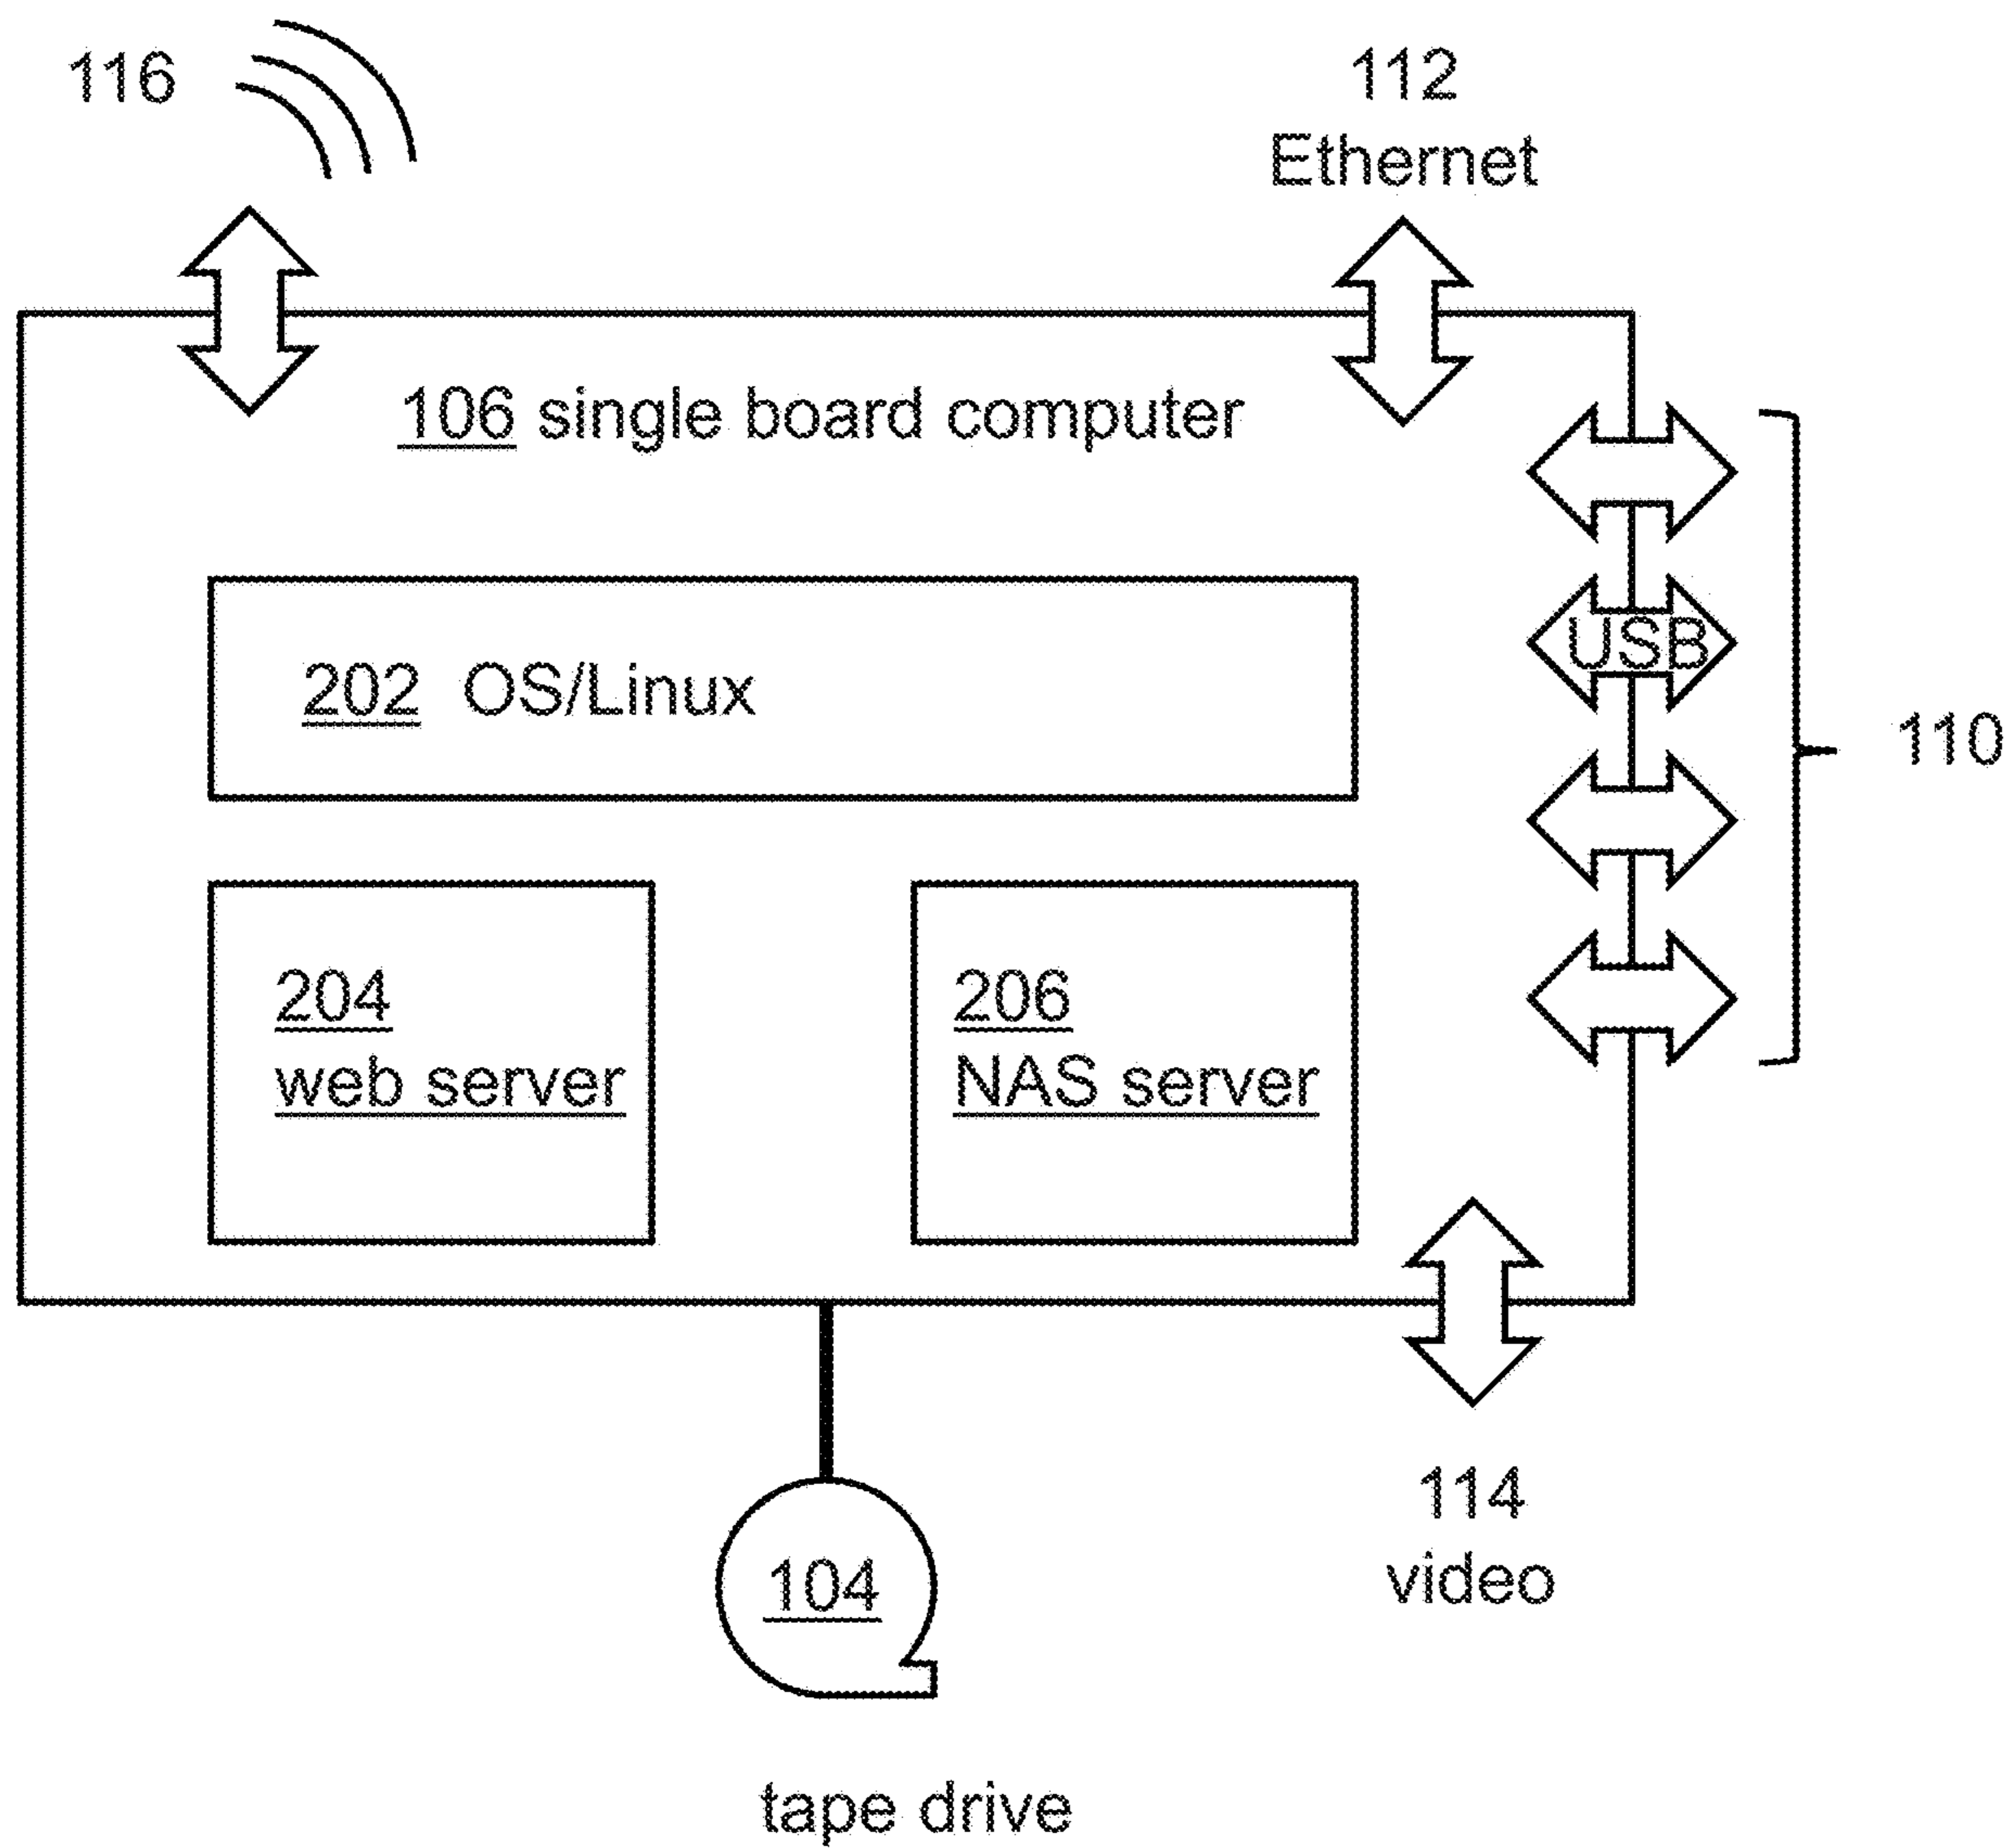 116
112
Ethernet
106 single board computer
USB
202 OS/Linux
110
204
web server
206
NAS server
114
video
104
tape drive